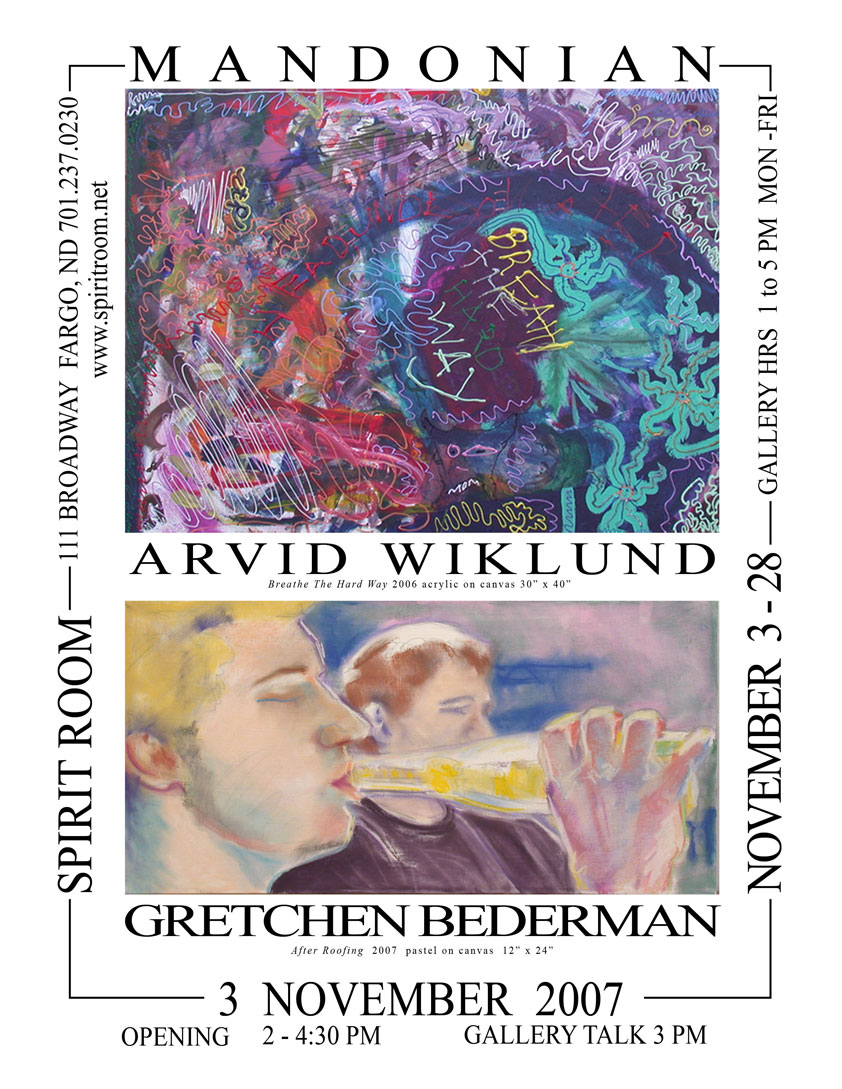 MANDONIAN
111 BROADWAY FARGO, ND 701.237.0230
www.spiritroom.net
SPIRIT ROOM
GALLERY HRS 1 to 5 PM MON -FRI
NOVEMBER 3 - 28
BREATH
THE
HARD
WAY
ARVID WIKLUND
Breathe The Hard Way 2006 acrylic on canvas 30” x 40”
GRETCHEN BEDERMAN
After Roofing 2007 pastel on canvas 12” x 24”
3 NOVEMBER 2007
OPENING 2 - 4:30 PM GALLERY TALK 3 PM